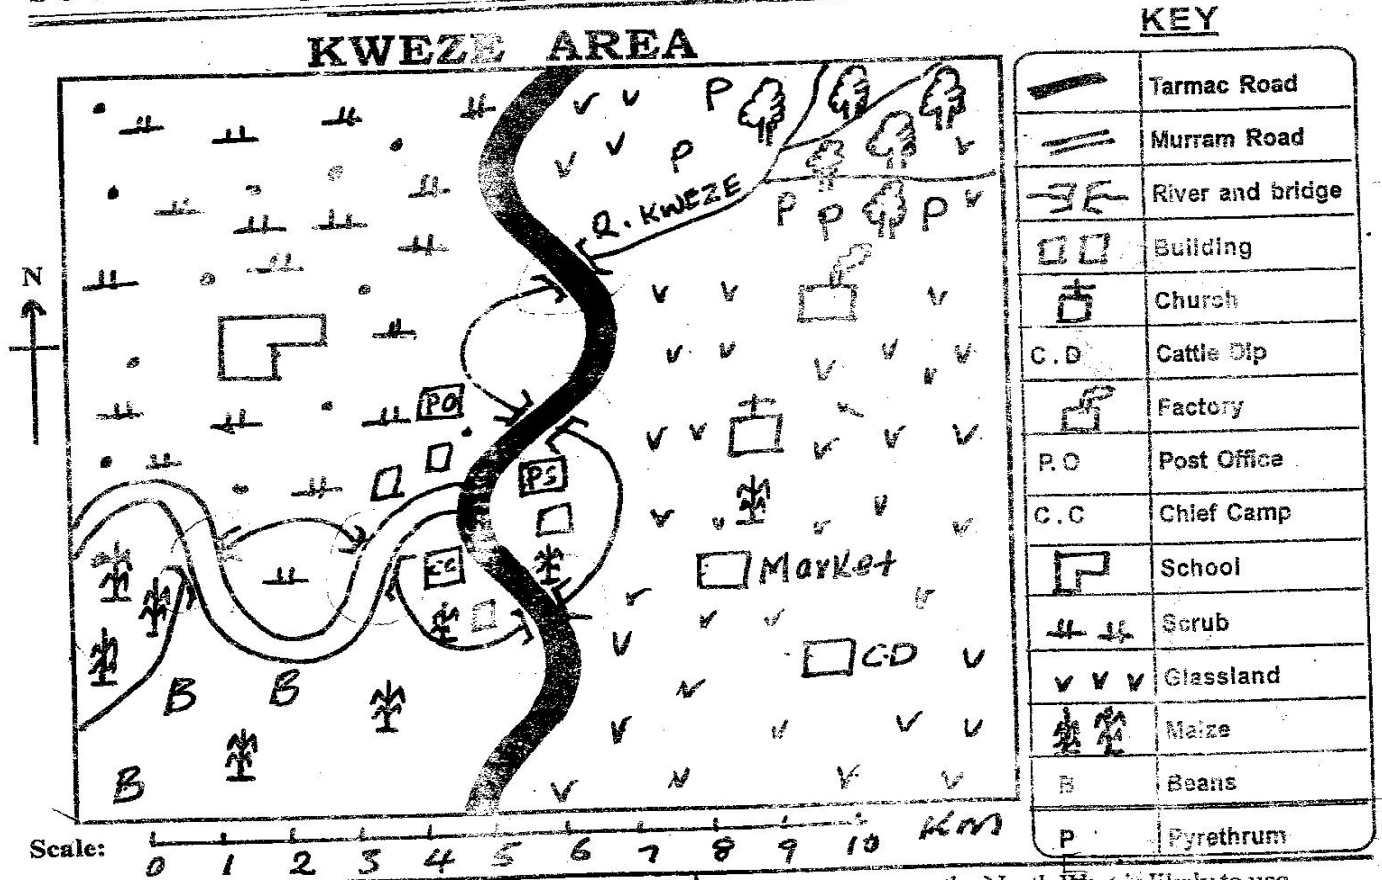 KWEZE AREA
P
P
R. KWEZE
P P P
N
PO
PS
CC
Market
C.D
B B
B
Scale: 0 1 2 3 4 5 6 7 8 9 10 KM
KEY
Tarmac Road
Murram Road
River and bridge
Building
Church
C.D Cattle Dip
Factory
P.O Post Office
C.C Chief Camp
School
Scrub
Glassland
Maize
B Beans
P Pyrethrum